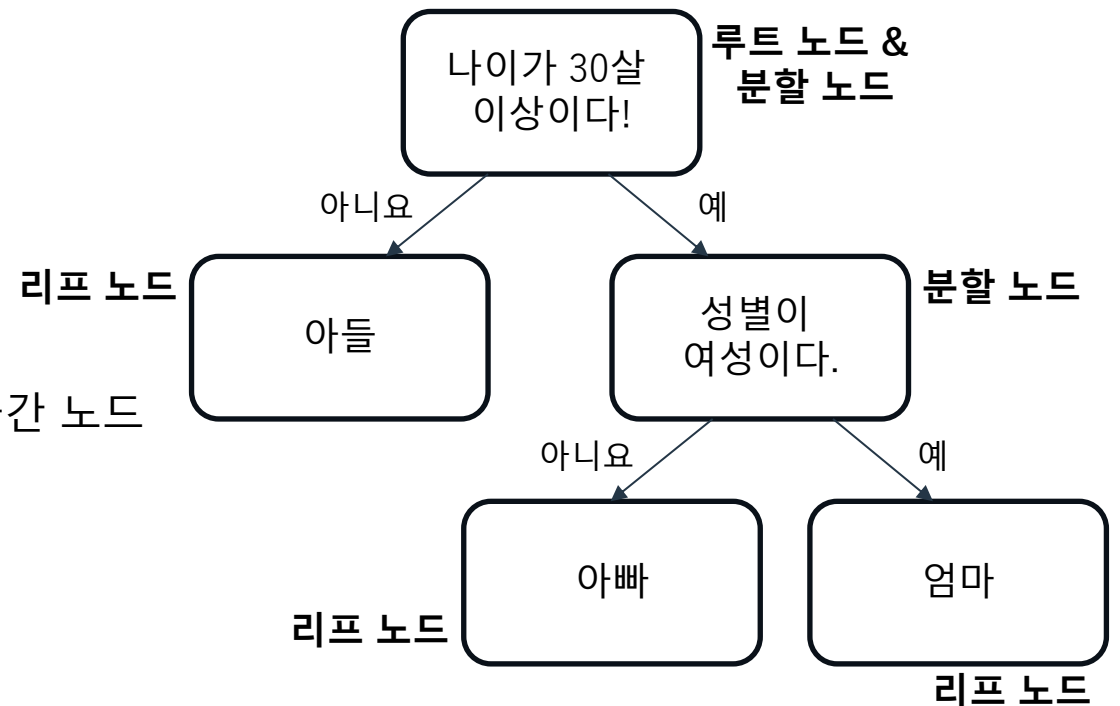 나이가 30살
이상이다!
루트 노드 &
분할 노드
아니요
예
리프 노드
아들
성별이
여성이다.
분할 노드
노드
아니요
예
아빠
엄마
리프 노드
리프 노드